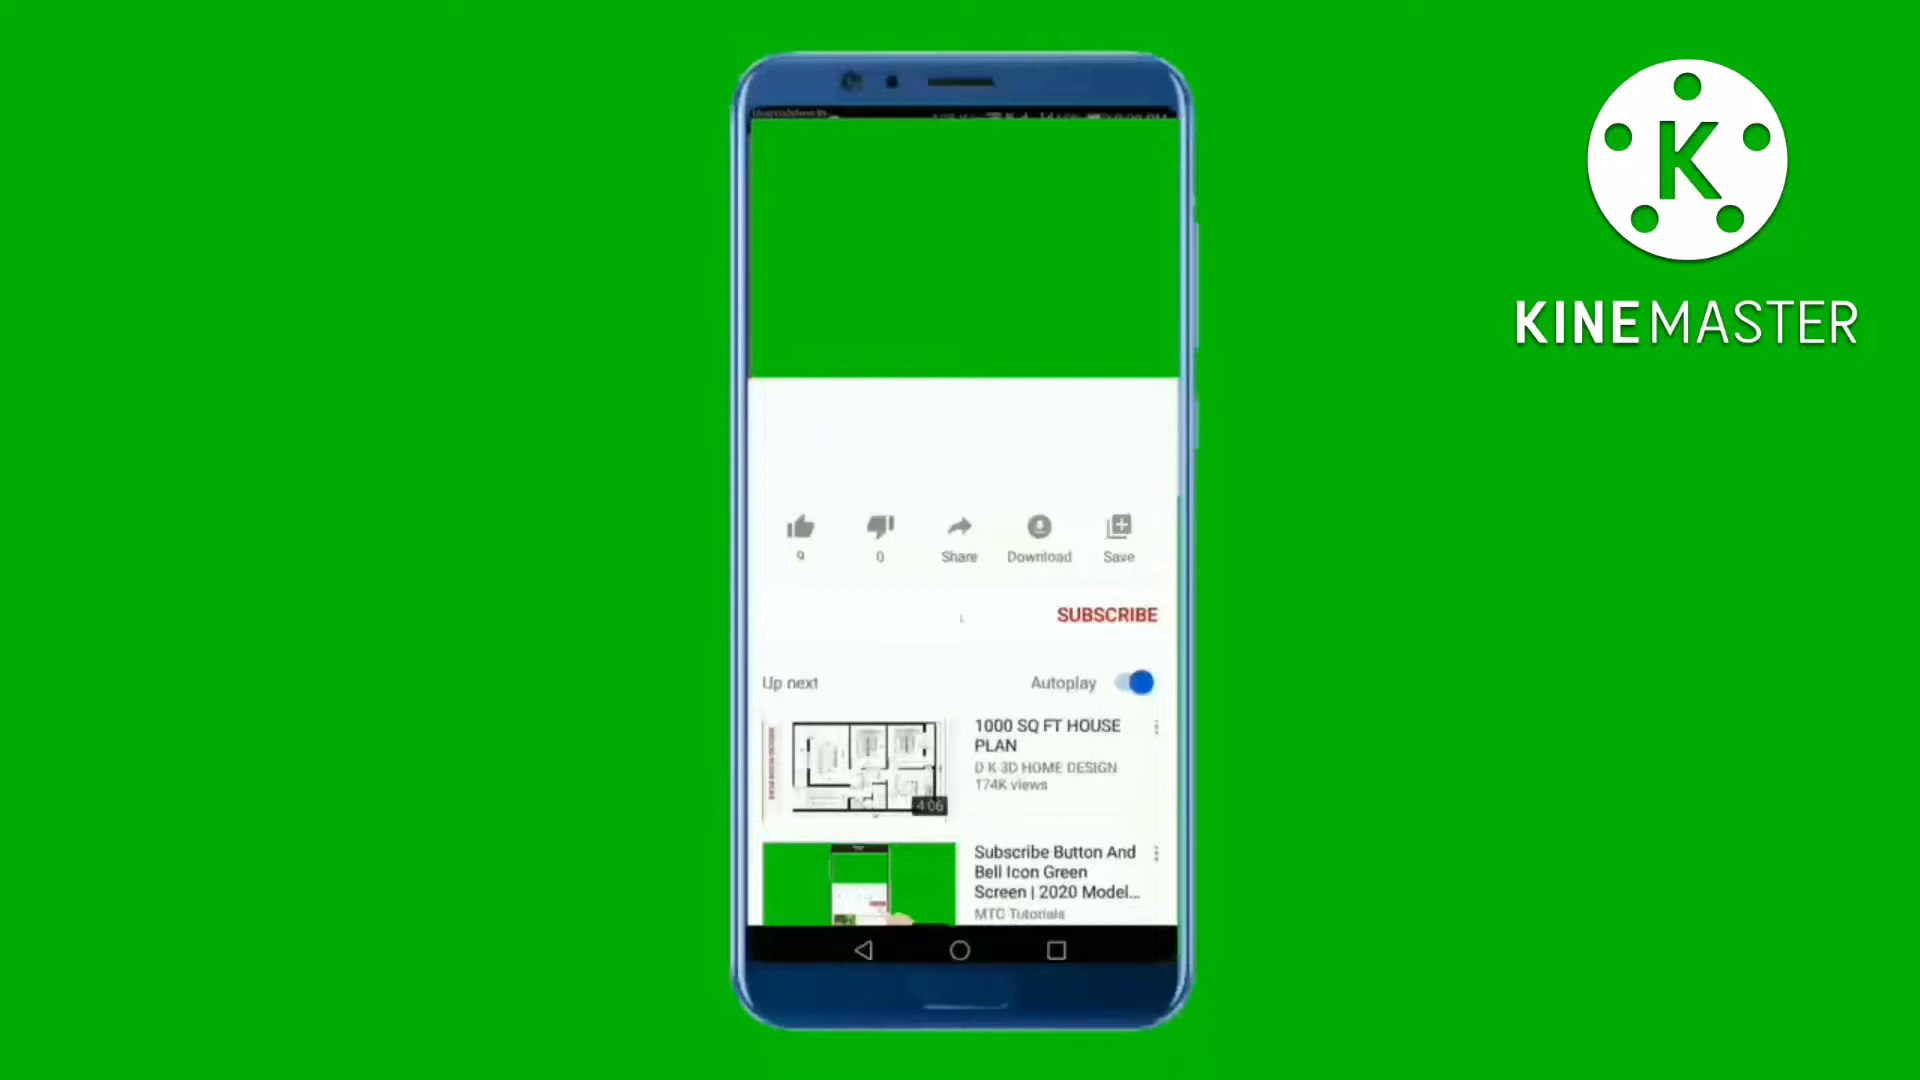 K
KINEMASTER
9
0
Share
Download
Save
SUBSCRIBE
Up next
Autoplay
1000 SQ FT HOUSE
PLAN
D K 3D HOME DESIGN
174K views
4:06
Subscribe Button And
Bell Icon Green
Screen | 2020 Model...
MTC Tutorials